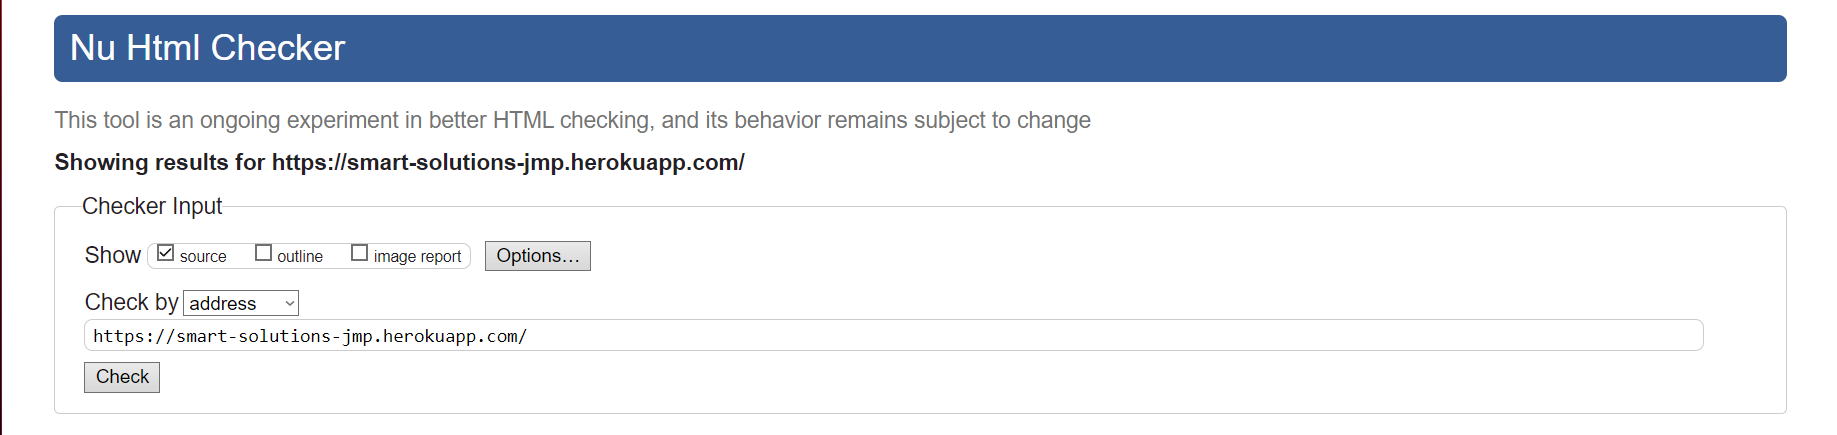 Nu Html Checker
This tool is an ongoing experiment in better HTML checking, and its behavior remains subject to change
Showing results for https://smart-solutions-jmp.herokuapp.com/
Checker Input
Show source outline image report Options...
Check by address
https://smart-solutions-jmp.herokuapp.com/
Check